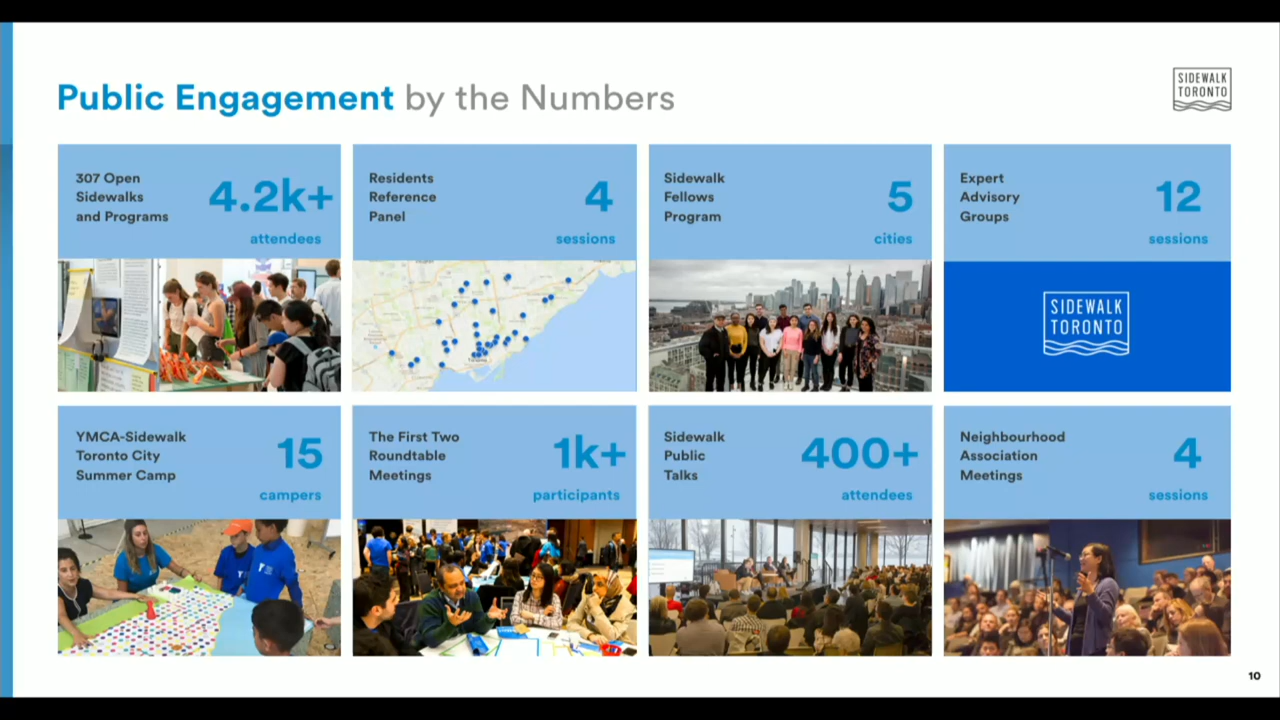 Public Engagement by the Numbers
SIDEWALK
TORONTO
307 Open
Sidewalks
and Programs
4.2k+
attendees
Residents
Reference
Panel
4
sessions
Sidewalk
Fellows
Program
5
cities
Expert
Advisory
Groups
12
sessions
SIDEWALK
TORONTO
YMCA-Sidewalk
Toronto City
Summer Camp
15
campers
The First Two
Roundtable
Meetings
1k+
participants
Sidewalk
Public
Talks
400+
attendees
Neighbourhood
Association
Meetings
4
sessions
10